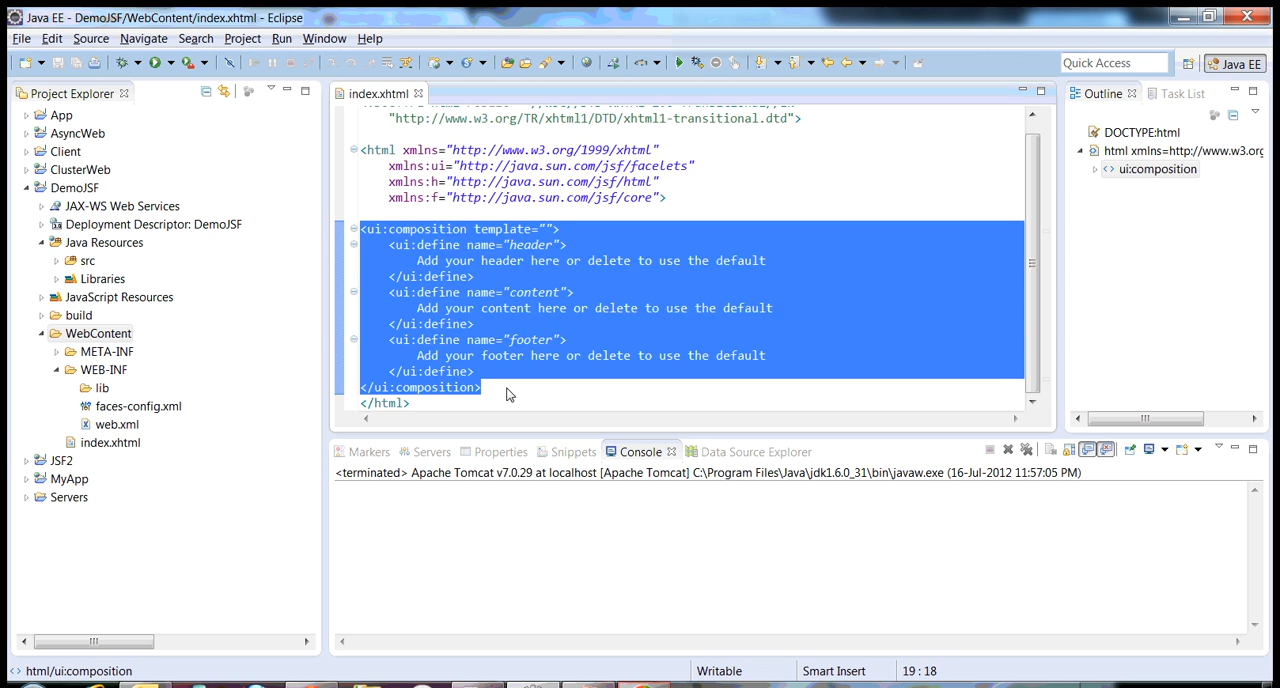 Java EE - DemoJSF/WebContent/index.xhtml - Eclipse
File Edit Source Navigate Search Project Run Window Help
Quick Access
Java EE
Project Explorer
App
AsyncWeb
Client
ClusterWeb
DemoJSF
JAX-WS Web Services
Deployment Descriptor: DemoJSF
Java Resources
src
Libraries
JavaScript Resources
build
WebContent
META-INF
WEB-INF
lib
faces-config.xml
web.xml
index.xhtml
JSF2
MyApp
Servers
index.xhtml
"http://www.w3.org/TR/xhtml1/DTD/xhtml1-transitional.dtd">
<html xmlns="http://www.w3.org/1999/xhtml"
xmlns:ui="http://java.sun.com/jsf/facelets"
xmlns:h="http://java.sun.com/jsf/html"
xmlns:f="http://java.sun.com/jsf/core">
<ui:composition template="">
<ui:define name="header">
Add your header here or delete to use the default
</ui:define>
<ui:define name="content">
Add your content here or delete to use the default
</ui:define>
<ui:define name="footer">
Add your footer here or delete to use the default
</ui:define>
</ui:composition>
</html>
Outline Task List
DOCTYPE:html
html xmlns=http://www.w3.org
ui:composition
Markers Servers Properties Snippets Console Data Source Explorer
<terminated> Apache Tomcat v7.0.29 at localhost [Apache Tomcat] C:\Program Files\Java\jdk1.6.0_31\bin\javaw.exe (16-Jul-2012 11:57:05 PM)
html/ui:composition
Writable
Smart Insert
19 : 18